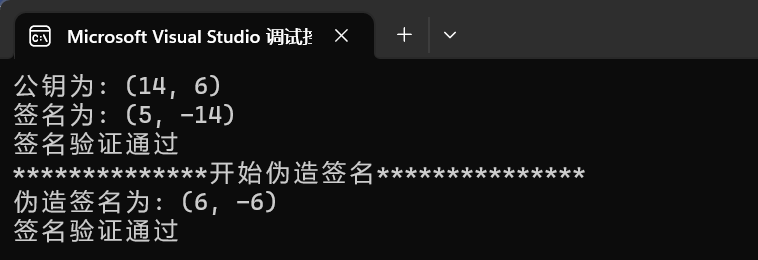 Microsoft Visual Studio 调试
公钥为: (14, 6)
签名为: (5, -14)
签名验证通过
**************开始伪造签名***************
伪造签名为: (6, -6)
签名验证通过